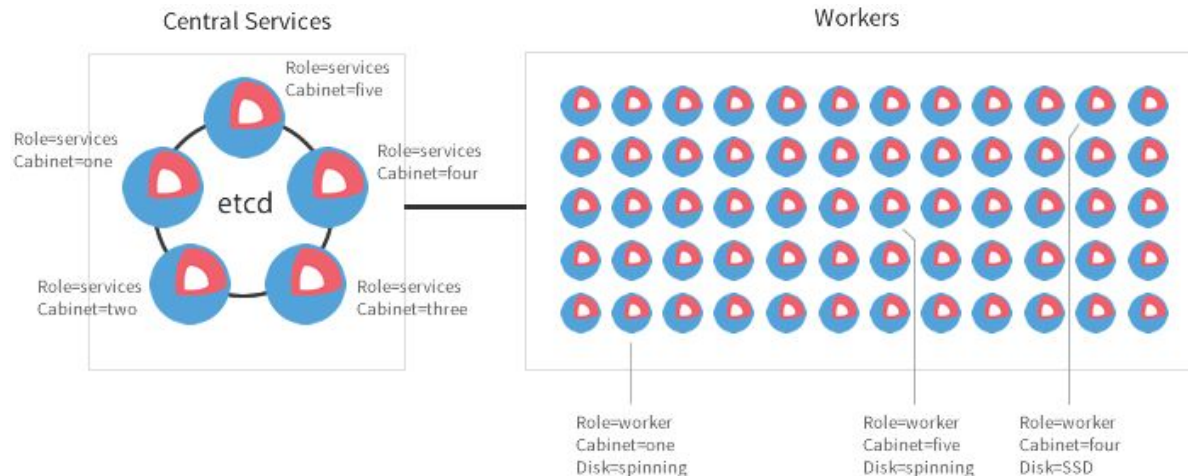 Central Services
Workers
Role=services
Cabinet=five
Role=services
Cabinet=one
Role=services
Cabinet=four
etcd
Role=services
Cabinet=two
Role=services
Cabinet=three
Role=worker
Cabinet=one
Disk=spinning
Role=worker
Cabinet=five
Disk=spinning
Role=worker
Cabinet=four
Disk=SSD